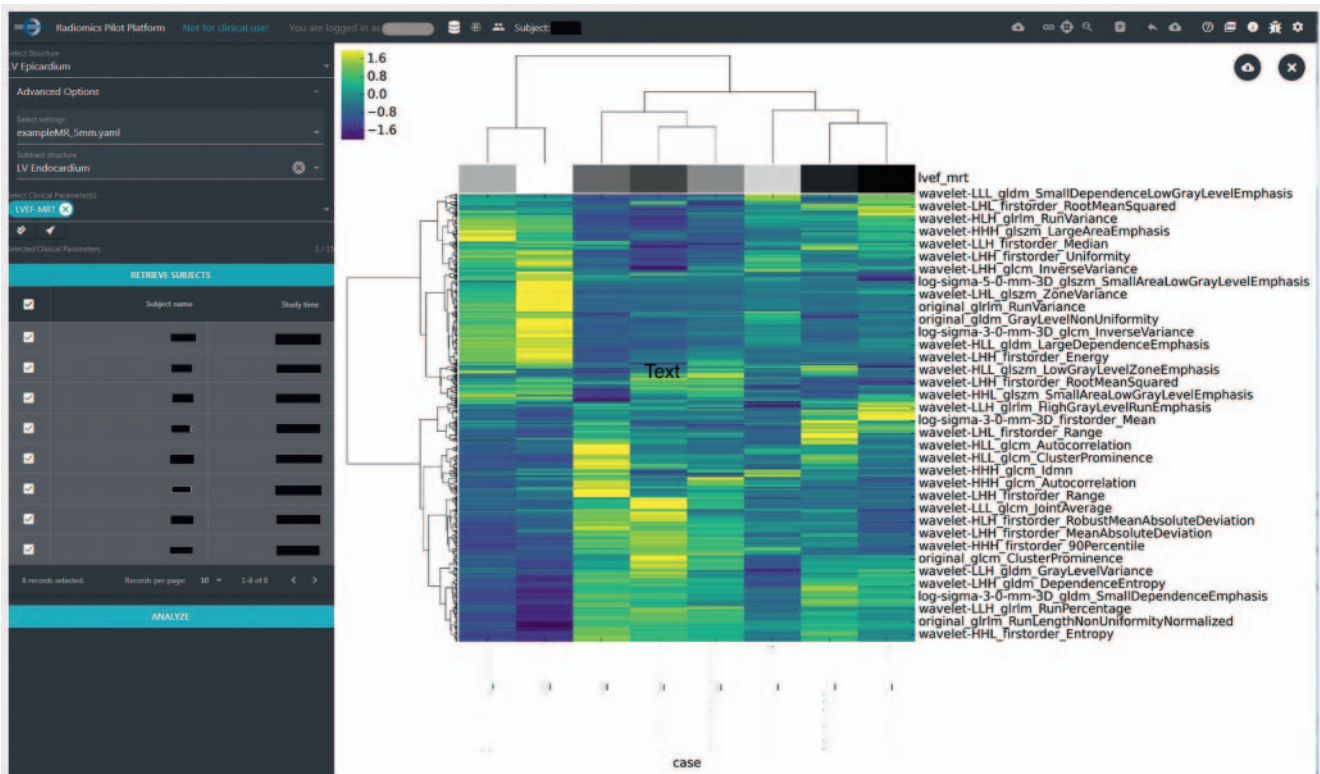 Radiomics Pilot Platform Not for clinical use! You are logged in as Subject:
Select Structure
LV Epicardium
Advanced Options
Select settings
exampleMR_5mm.yaml
Subtract structure
LV Endocardium
Select Clinical Parameter(s)
LVEF-MRT
Selected Clinical Parameters 1 / 15
RETRIEVE SUBJECTS
Subject name Study time
8 records selected. Records per page: 10 1-8 of 8
ANALYZE
1.6
0.8
0.0
−0.8
−1.6
lvef_mrt
wavelet-LLL_gldm_SmallDependenceLowGrayLevelEmphasis
wavelet-LHL_firstorder_RootMeanSquared
wavelet-HLH_glrlm_RunVariance
wavelet-HHH_glszm_LargeAreaEmphasis
wavelet-LLH_firstorder_Median
wavelet-LHH_firstorder_Uniformity
wavelet-LHH_glcm_InverseVariance
log-sigma-5-0-mm-3D_glszm_SmallAreaLowGrayLevelEmphasis
wavelet-LHL_glszm_ZoneVariance
original_glrlm_RunVariance
original_gldm_GrayLevelNonUniformity
log-sigma-3-0-mm-3D_glcm_InverseVariance
wavelet-HLL_gldm_LargeDependenceEmphasis
wavelet-LHH_firstorder_Energy
Text
wavelet-HLL_glszm_LowGrayLevelZoneEmphasis
wavelet-LHH_firstorder_RootMeanSquared
wavelet-HHL_glszm_SmallAreaLowGrayLevelEmphasis
wavelet-LLH_glrlm_HighGrayLevelRunEmphasis
log-sigma-3-0-mm-3D_firstorder_Mean
wavelet-LHL_firstorder_Range
wavelet-HLL_glcm_Autocorrelation
wavelet-HLL_glcm_ClusterProminence
wavelet-HHH_glcm_Idmn
wavelet-HHH_glcm_Autocorrelation
wavelet-LHH_firstorder_Range
wavelet-LLL_glcm_JointAverage
wavelet-HLH_firstorder_RobustMeanAbsoluteDeviation
wavelet-LHH_firstorder_MeanAbsoluteDeviation
wavelet-HHH_firstorder_90Percentile
original_glcm_ClusterProminence
wavelet-LLH_gldm_GrayLevelVariance
wavelet-LHH_gldm_DependenceEntropy
log-sigma-3-0-mm-3D_gldm_SmallDependenceEmphasis
wavelet-LLH_glrlm_RunPercentage
original_glrlm_RunLengthNonUniformityNormalized
wavelet-HHL_firstorder_Entropy
case